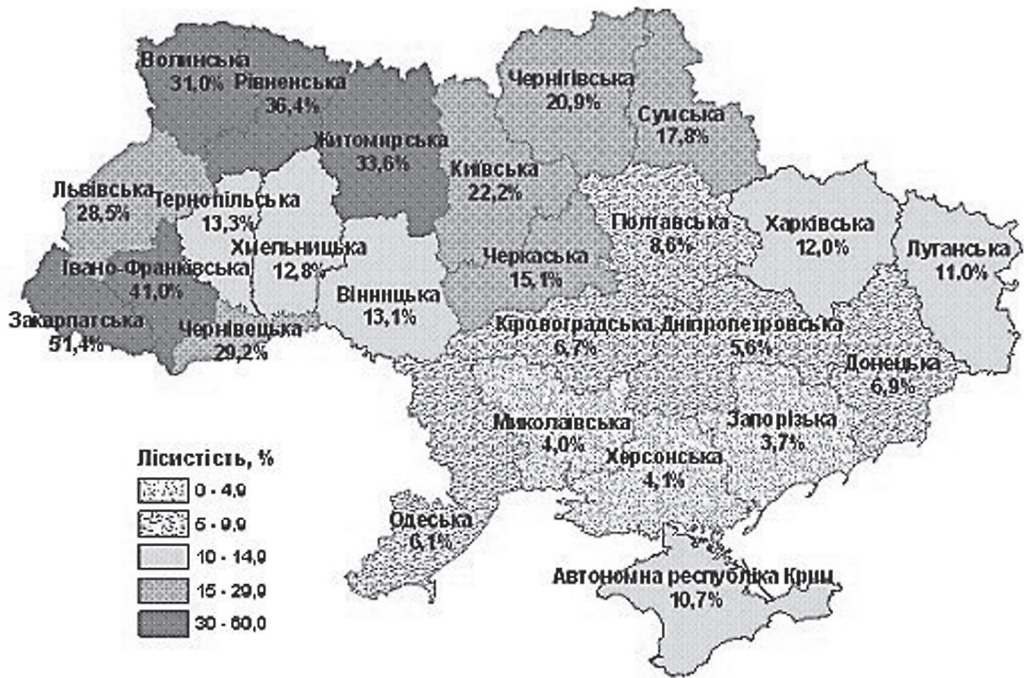 Волинська
31,0%
Рівненська
36,4%
Житомирська
33,6%
Чернігівська
20,9%
Сумська
17,8%
Київська
22,2%
Львівська
28,5%
Тернопільська
13,3%
Хмельницька
12,8%
Івано-Франківська
41,0%
Закарпатська
51,4%
Чернівецька
29,2%
Вінницька
13,1%
Черкаська
15,1%
Полтавська
8,6%
Харківська
12,0%
Луганська
11.0%
Кіровоградська
6,7%
Дніпропетровська
5,6%
Донецька
6,9%
Миколаївська
4,0%
Херсонська
4,1%
Запорізька
3,7%
Одеська
6,1%
Автономна республіка Крим
10,7%
Лісистість, %
0 - 4,9
5 - 9,9
10 - 14,9
15 - 29,9
30 - 60,0